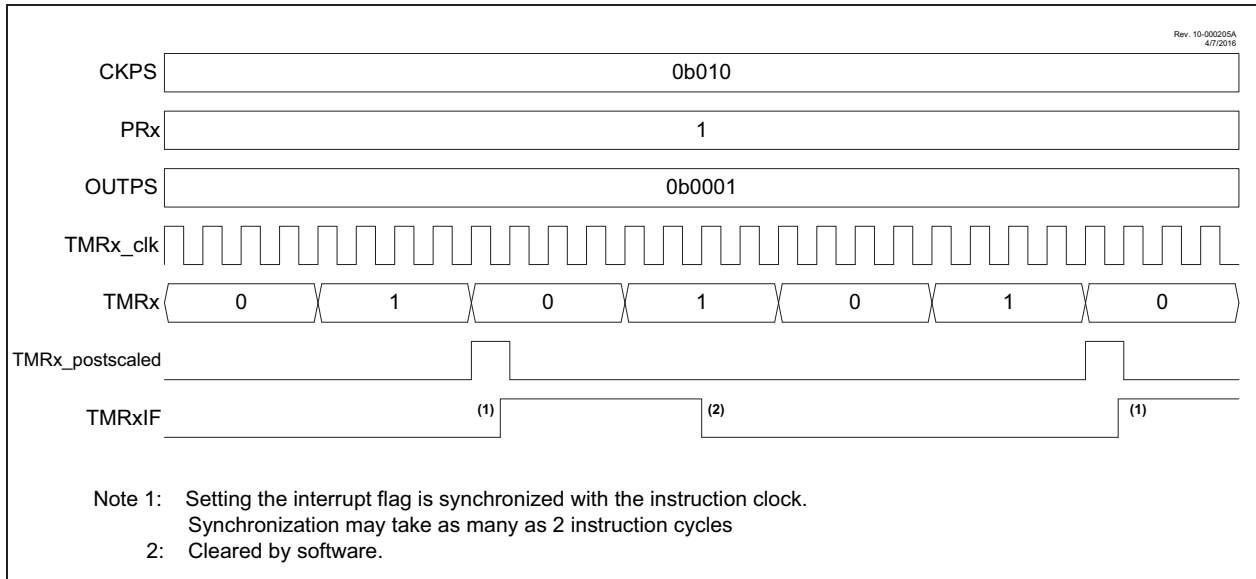 Rev. 10-000205A
4/7/2016
CKPS 0b010
PRx 1
OUTPS 0b0001
TMRx_clk
TMRx 0 1 0 1 0 1 0
TMRx_postscaled
TMRxIF (1) (2) (1)
Note 1: Setting the interrupt flag is synchronized with the instruction clock.
Synchronization may take as many as 2 instruction cycles
2: Cleared by software.